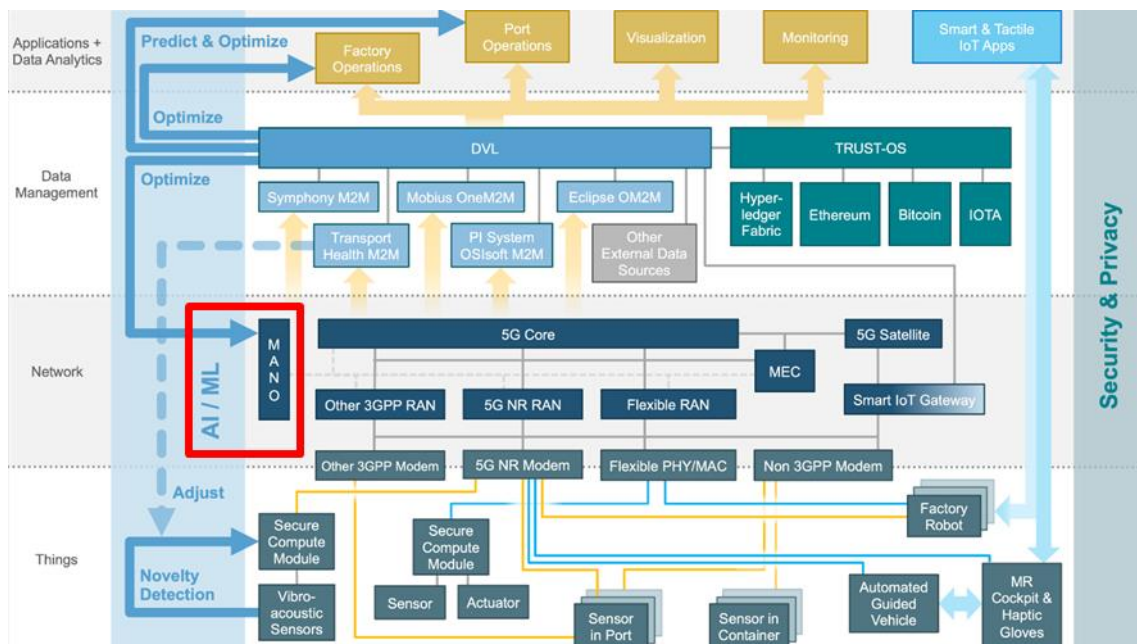 Applications +
Data Analytics
Predict & Optimize
Factory
Operations
Port
Operations
Visualization
Monitoring
Smart & Tactile
IoT Apps
Optimize
Data
Management
Optimize
DVL
TRUST-OS
Symphony M2M
Mobius OneM2M
Eclipse OM2M
Transport
Health M2M
PI System
OSIsoft M2M
Other
External Data
Sources
Hyper-
ledger
Fabric
Ethereum
Bitcoin
IOTA
Security & Privacy
Network
AI / ML
M
A
N
O
5G Core
5G Satellite
MEC
Other 3GPP RAN
5G NR RAN
Flexible RAN
Smart IoT Gateway
Other 3GPP Modem
5G NR Modem
Flexible PHY/MAC
Non 3GPP Modem
Adjust
Things
Secure
Compute
Module
Secure
Compute
Module
Factory
Robot
Novelty
Detection
Vibro-
acoustic
Sensors
Sensor
Actuator
Sensor
in Port
Sensor in
Container
Automated
Guided
Vehicle
MR
Cockpit &
Haptic
Gloves